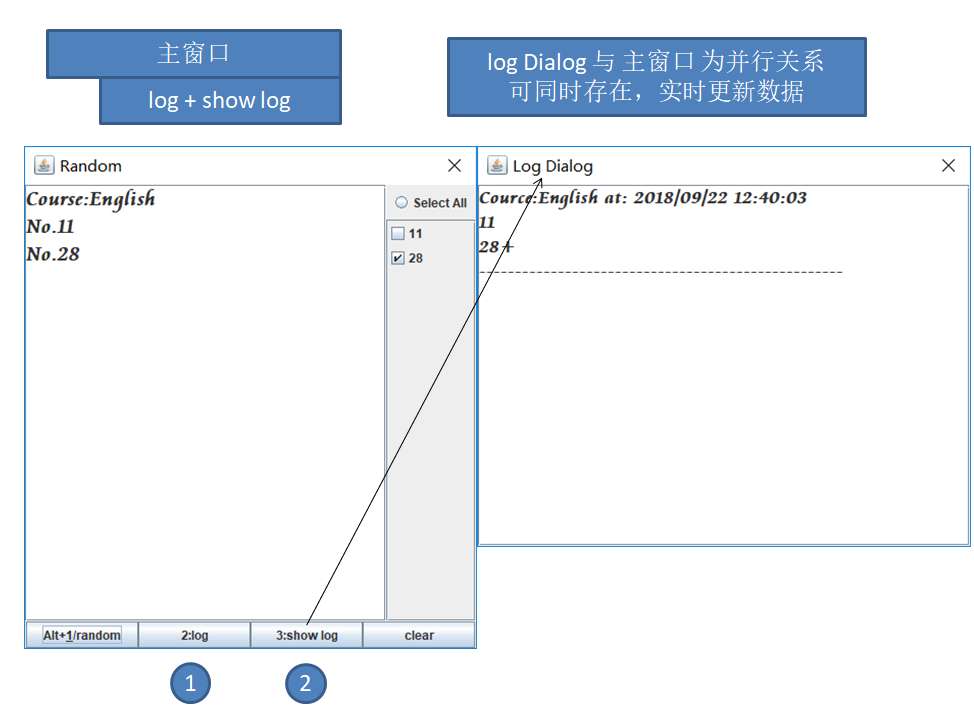 主窗口
log + show log
log Dialog 与 主窗口 为并行关系
可同时存在，实时更新数据
Random
Course:English
No.11
No.28
Select All
11
28
Alt+1/random
2:log
3:show log
clear
Log Dialog
Cource:English at: 2018/09/22 12:40:03
11
28+
--------------------------------------------------
1
2